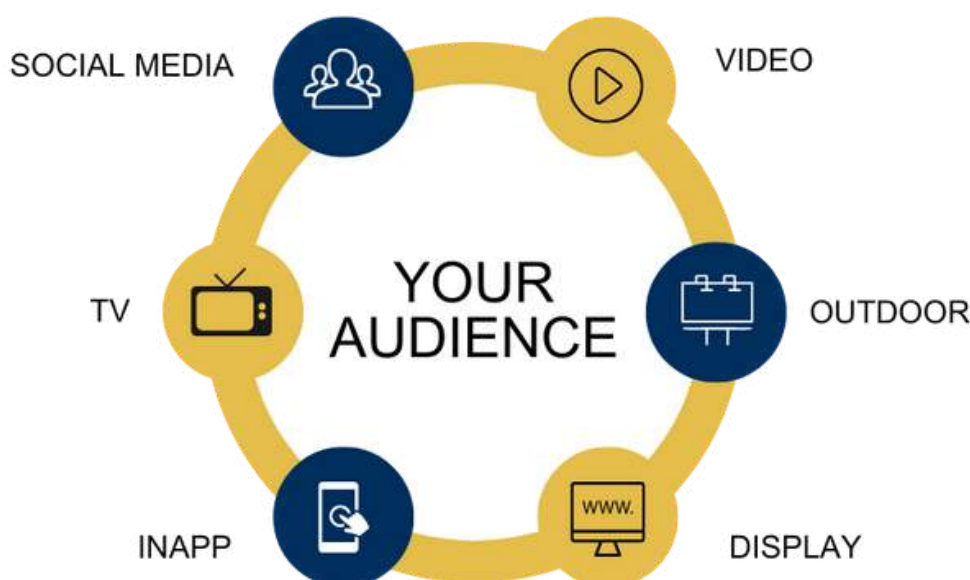 SOCIAL MEDIA
VIDEO
TV
YOUR
AUDIENCE
OUTDOOR
INAPP
WWW.
DISPLAY